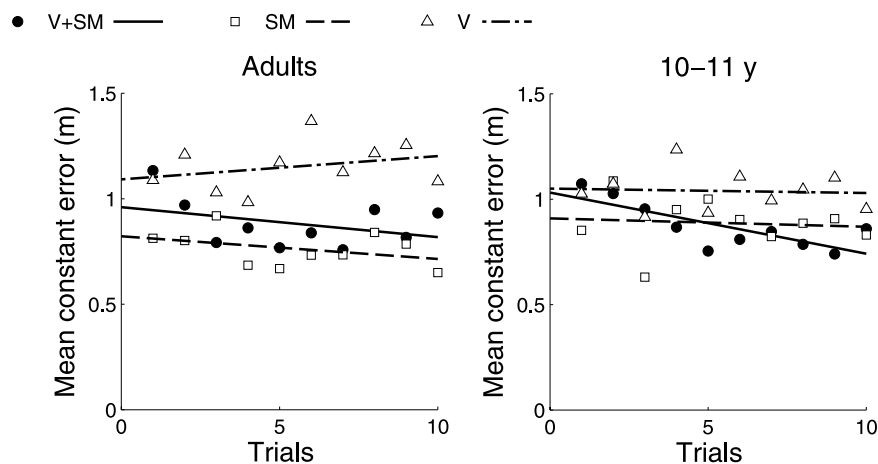 V+SM SM V
Adults
Mean constant error (m)
1.5
1
0.5
0
0 5 10
Trials
10–11 y
Mean constant error (m)
1.5
1
0.5
0
0 5 10
Trials